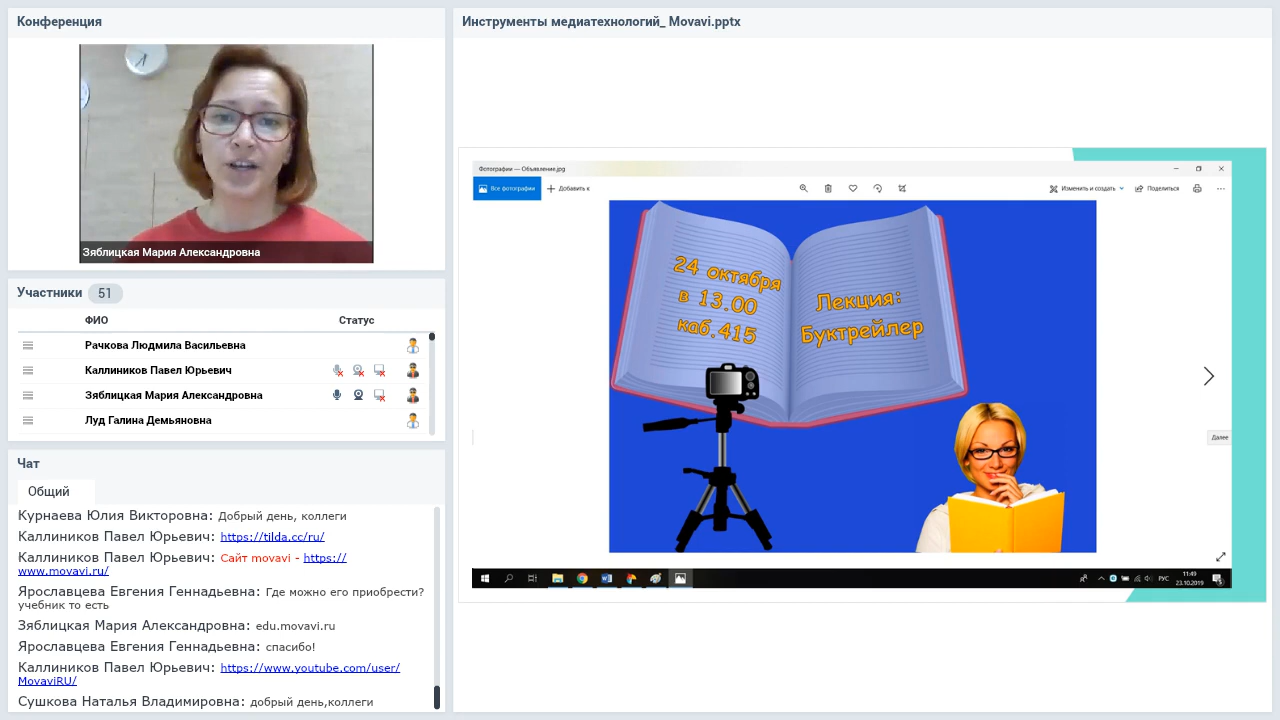 Конференция
Зяблицкая Мария Александровна
Участники 51
ФИО Статус
Рачкова Людмила Васильевна
Каллиников Павел Юрьевич
Зяблицкая Мария Александровна
Луд Галина Демьяновна
Чат
Общий
Курнаева Юлия Викторовна: Добрый день, коллеги
Каллиников Павел Юрьевич: https://tilda.cc/ru/
Каллиников Павел Юрьевич: Сайт movavi - https://
www.movavi.ru/
Ярославцева Евгения Геннадьевна: Где можно его приобрести?
учебник то есть
Зяблицкая Мария Александровна: edu.movavi.ru
Ярославцева Евгения Геннадьевна: спасибо!
Каллиников Павел Юрьевич: https://www.youtube.com/user/
MovaviRU/
Сушкова Наталья Владимировна: добрый день,коллеги
Инструменты медиатехнологий_ Movavi.pptx
Фотографии — Объявление.jpg
Все фотографии Добавить к Изменить и создать Поделиться
24 октября
в 13.00
каб.415
Лекция:
Буктрейлер
Далее
РУС
11:49
23.10.2019